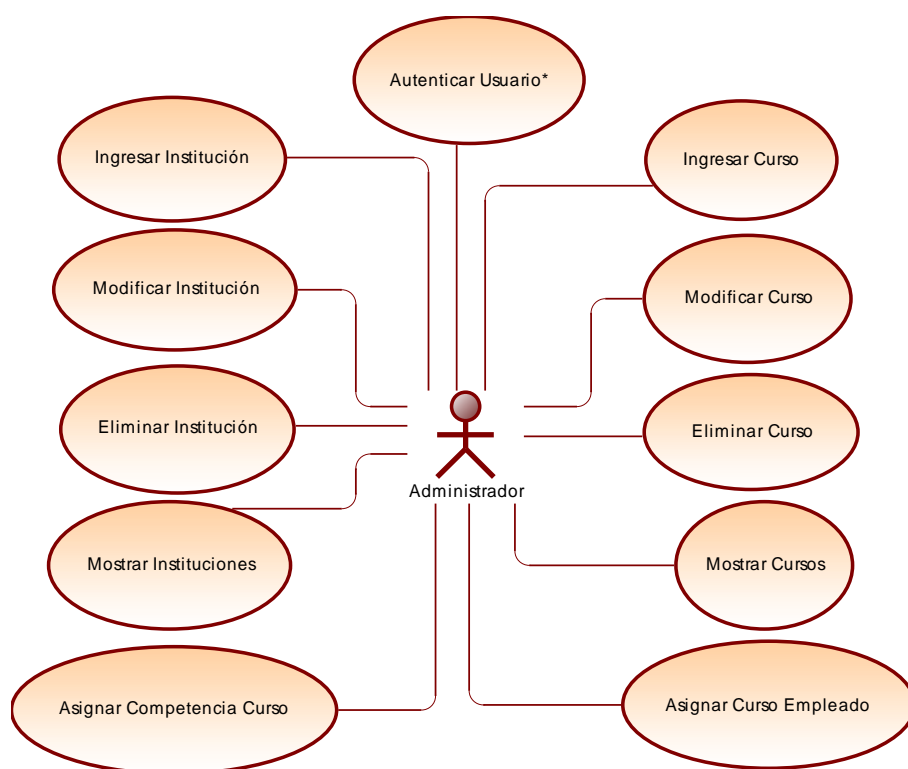 Autenticar Usuario*
Ingresar Institución
Ingresar Curso
Modificar Institución
Modificar Curso
Eliminar Institución
Eliminar Curso
Administrador
Mostrar Instituciones
Mostrar Cursos
Asignar Competencia Curso
Asignar Curso Empleado